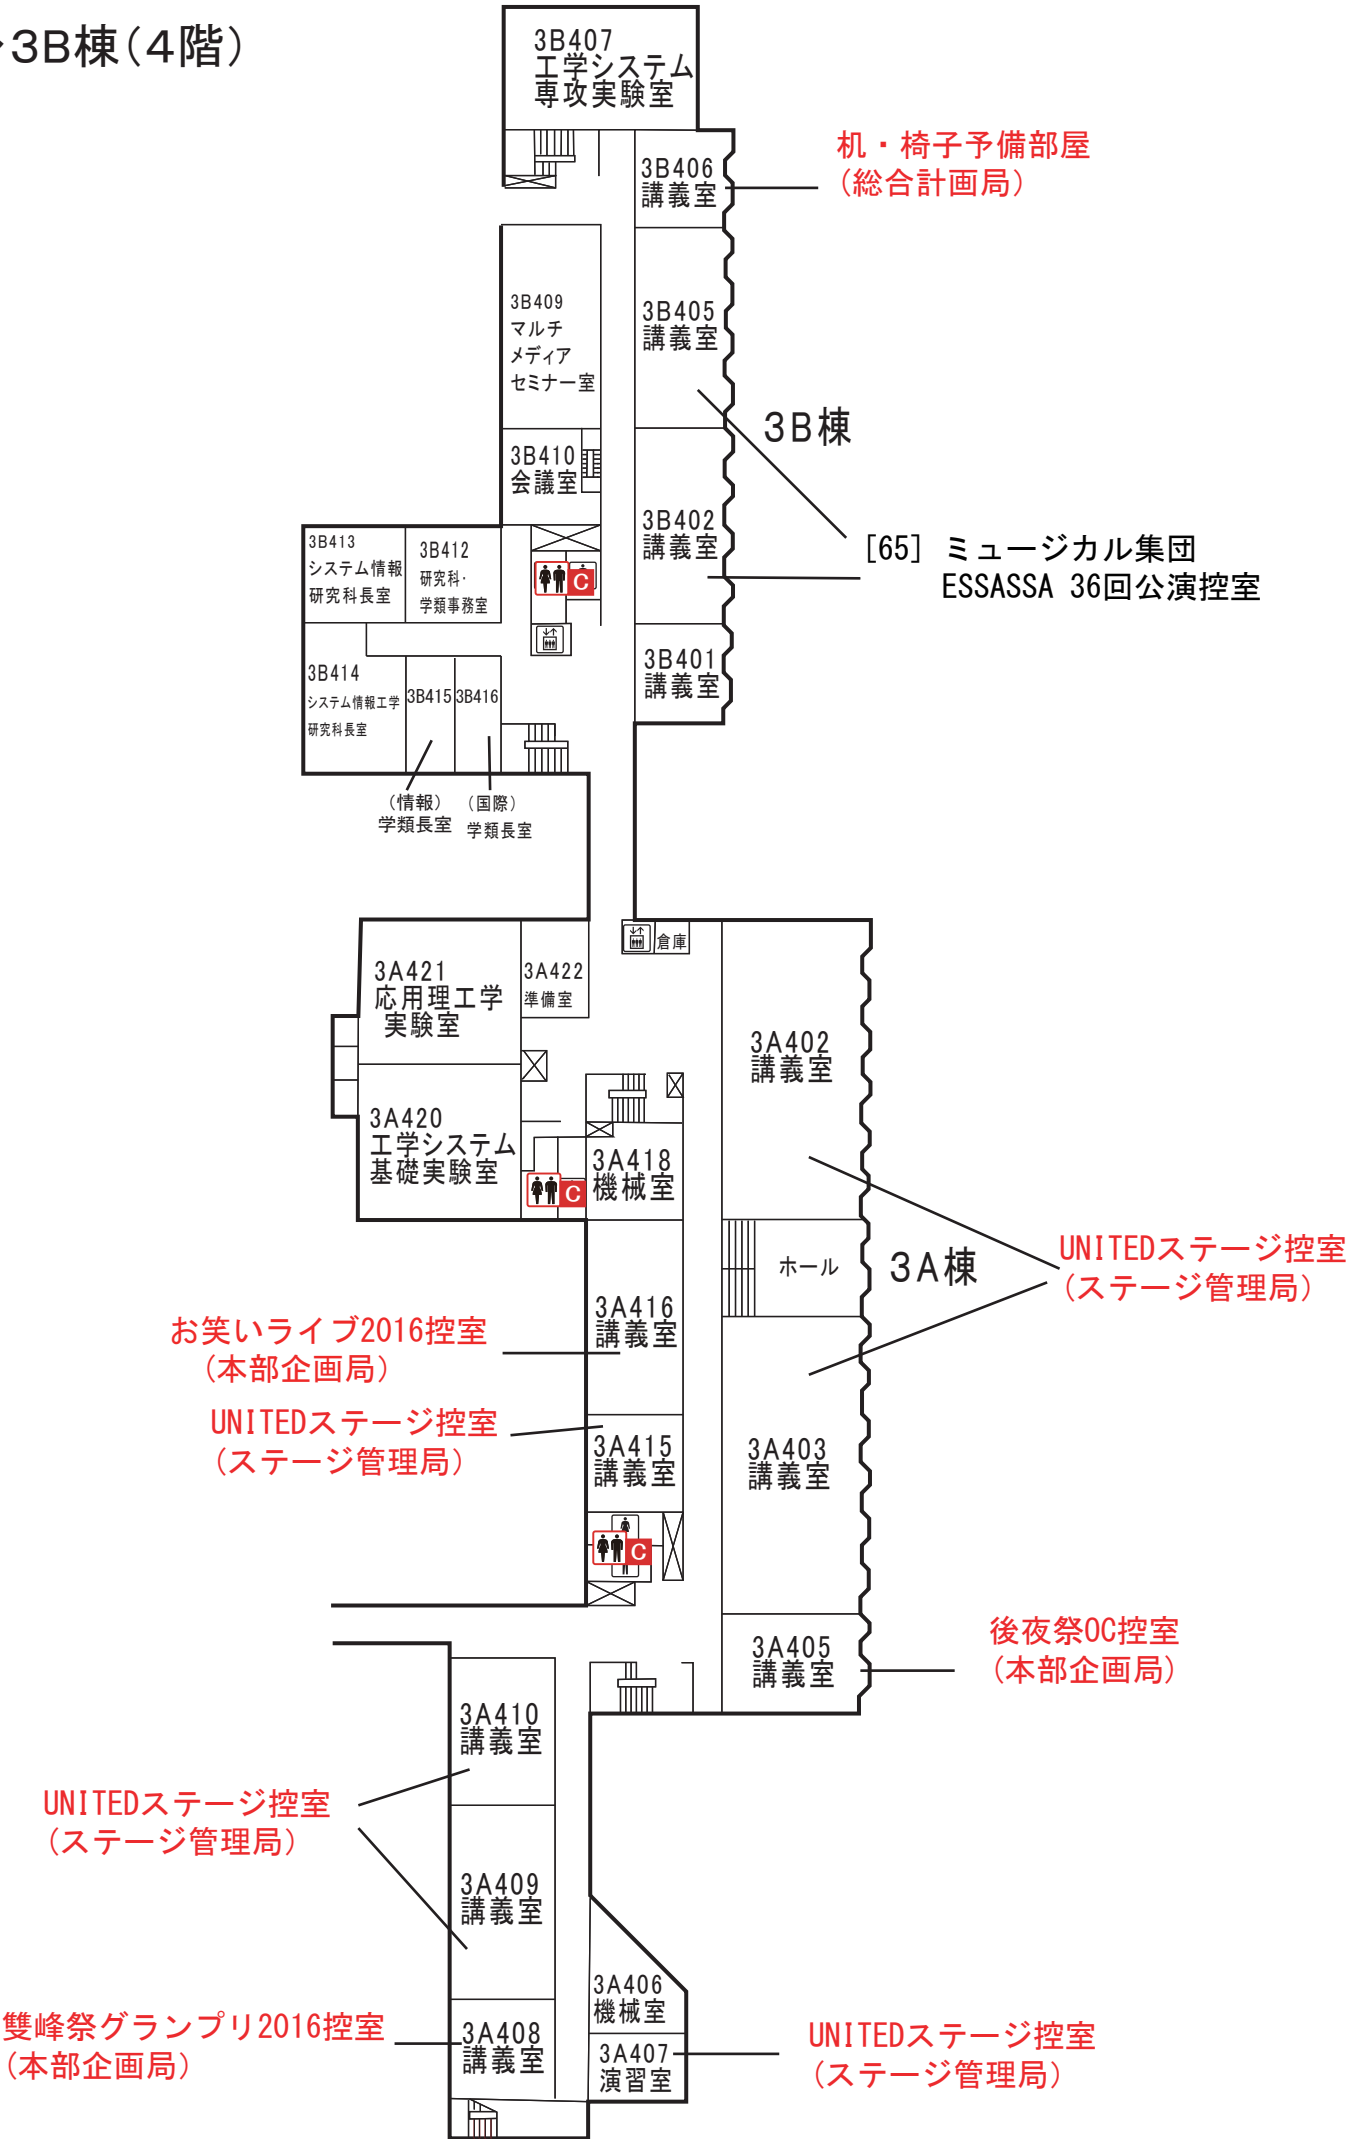 3B棟(4階)
3B407
工学システム
専攻実験室
机・椅子予備部屋
(総合計画局)
3B406
講義室
3B409
マルチ
メディア
セミナー室
3B405
講義室
3B棟
3B410
会議室
3B402
講義室
[65] ミュージカル集団
ESSASSA 36回公演控室
3B413
システム情報
研究科長室
3B412
研究科・
学類事務室
C
3B401
講義室
3B414
システム情報工学
研究科長室
3B415
3B416
(情報)
学類長室
(国際)
学類長室
倉庫
3A421
応用理工学
実験室
3A422
準備室
3A402
講義室
3A420
工学システム
基礎実験室
3A418
機械室
C
ホール
3A棟
UNITEDステージ控室
(ステージ管理局)
3A416
講義室
お笑いライブ2016控室
(本部企画局)
UNITEDステージ控室
(ステージ管理局)
3A415
講義室
3A403
講義室
C
3A405
講義室
後夜祭OC控室
(本部企画局)
3A410
講義室
UNITEDステージ控室
(ステージ管理局)
3A409
講義室
3A406
機械室
雙峰祭グランプリ2016控室
(本部企画局)
3A408
講義室
3A407
演習室
UNITEDステージ控室
(ステージ管理局)